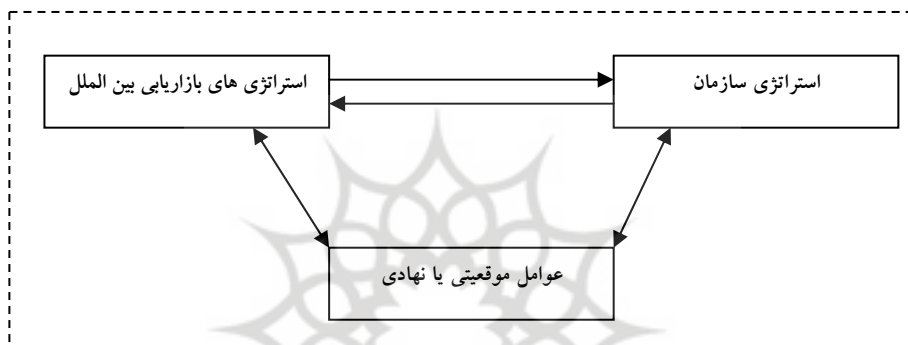 استراتژی سازمان
استراتژی های بازاریابی بین الملل
عوامل موقعیتی یا نهادی